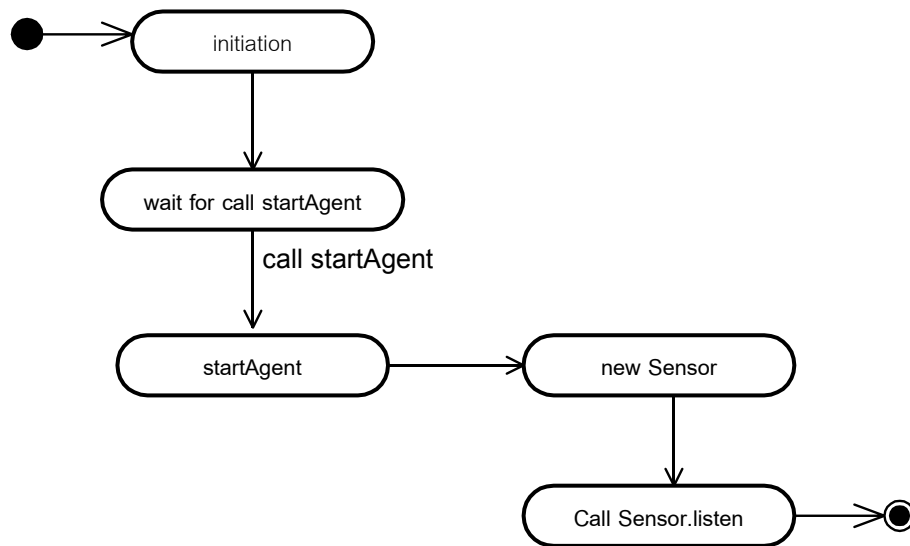 initiation
wait for call startAgent
call startAgent
startAgent
new Sensor
Call Sensor.listen